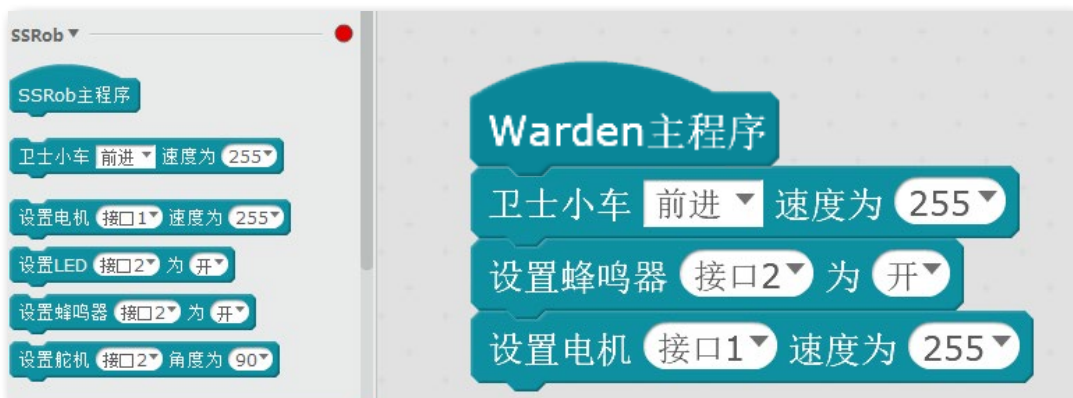 SSRob
SSRob主程序
卫士小车 前进 速度为 255
设置电机 接口1 速度为 255
设置LED 接口2 为 开
设置蜂鸣器 接口2 为 开
设置舵机 接口2 角度为 90
Warden主程序
卫士小车 前进 速度为 255
设置蜂鸣器 接口2 为 开
设置电机 接口1 速度为 255